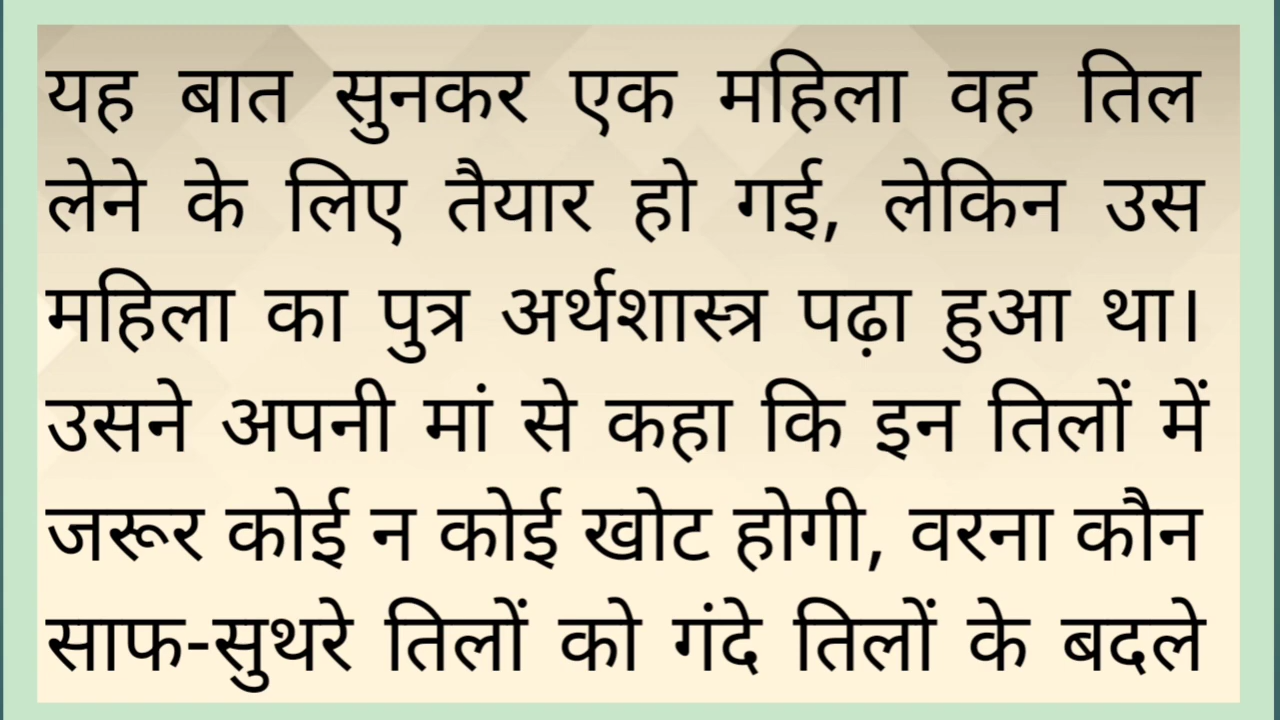 यह बात सुनकर एक महिला वह तिल
लेने के लिए तैयार हो गई, लेकिन उस
महिला का पुत्र अर्थशास्त्र पढ़ा हुआ था।
उसने अपनी मां से कहा कि इन तिलों में
जरूर कोई न कोई खोट होगी, वरना कौन
साफ-सुथरे तिलों को गंदे तिलों के बदले